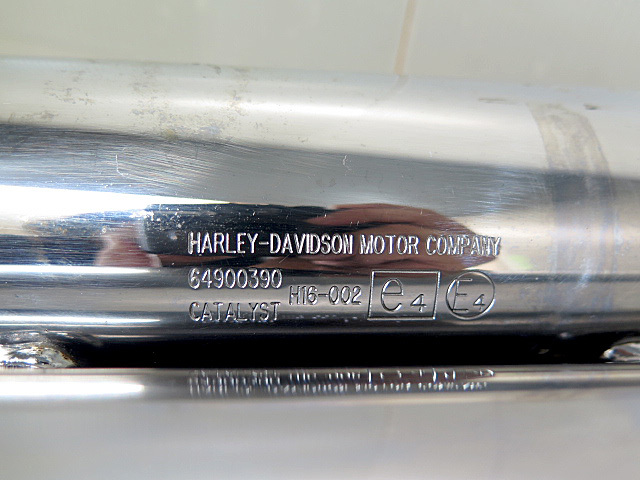 HARLEY-DAVIDSON MOTOR COMPANY
64900390
CATALYST H16-002 e4 E4